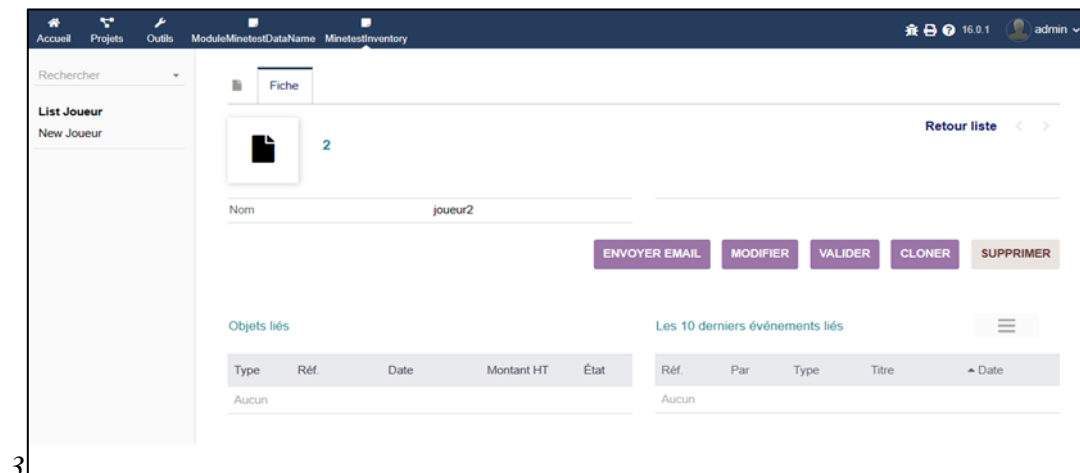 Accueil Projets Outils ModuleMinetestDataName MinetestInventory 16.0.1 admin
Rechercher
Fiche
List Joueur
New Joueur
2
Retour liste
Nom joueur2
ENVOYER EMAIL MODIFIER VALIDER CLONER SUPPRIMER
Objets liés
Les 10 derniers événements liés
Type Réf. Date Montant HT État
Réf. Par Type Titre Date
Aucun
Aucun
3